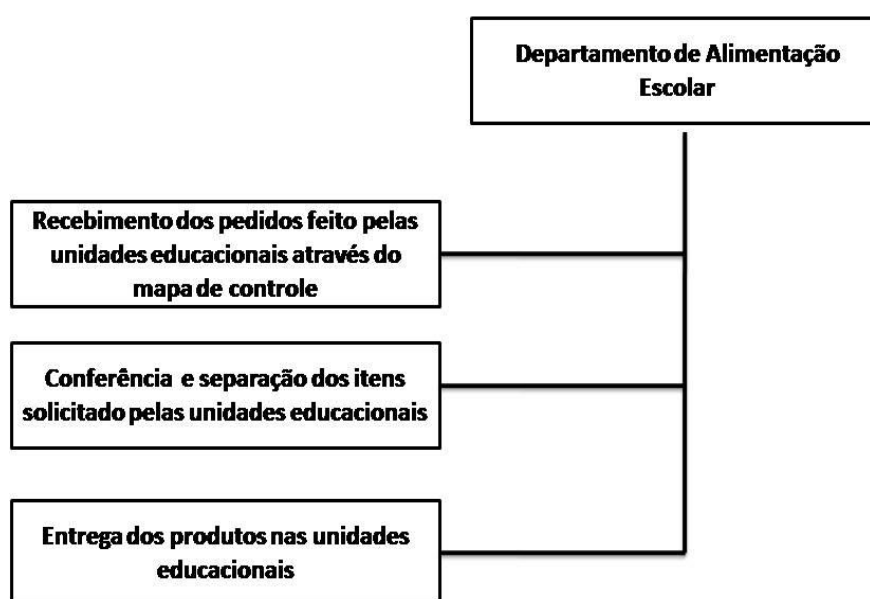 Departamento de Alimentação
Escolar
Recebimento dos pedidos feito pelas
unidades educacionais através do
mapa de controle
Conferência e separação dos itens
solicitado pelas unidades educacionais
Entrega dos produtos nas unidades
educacionais